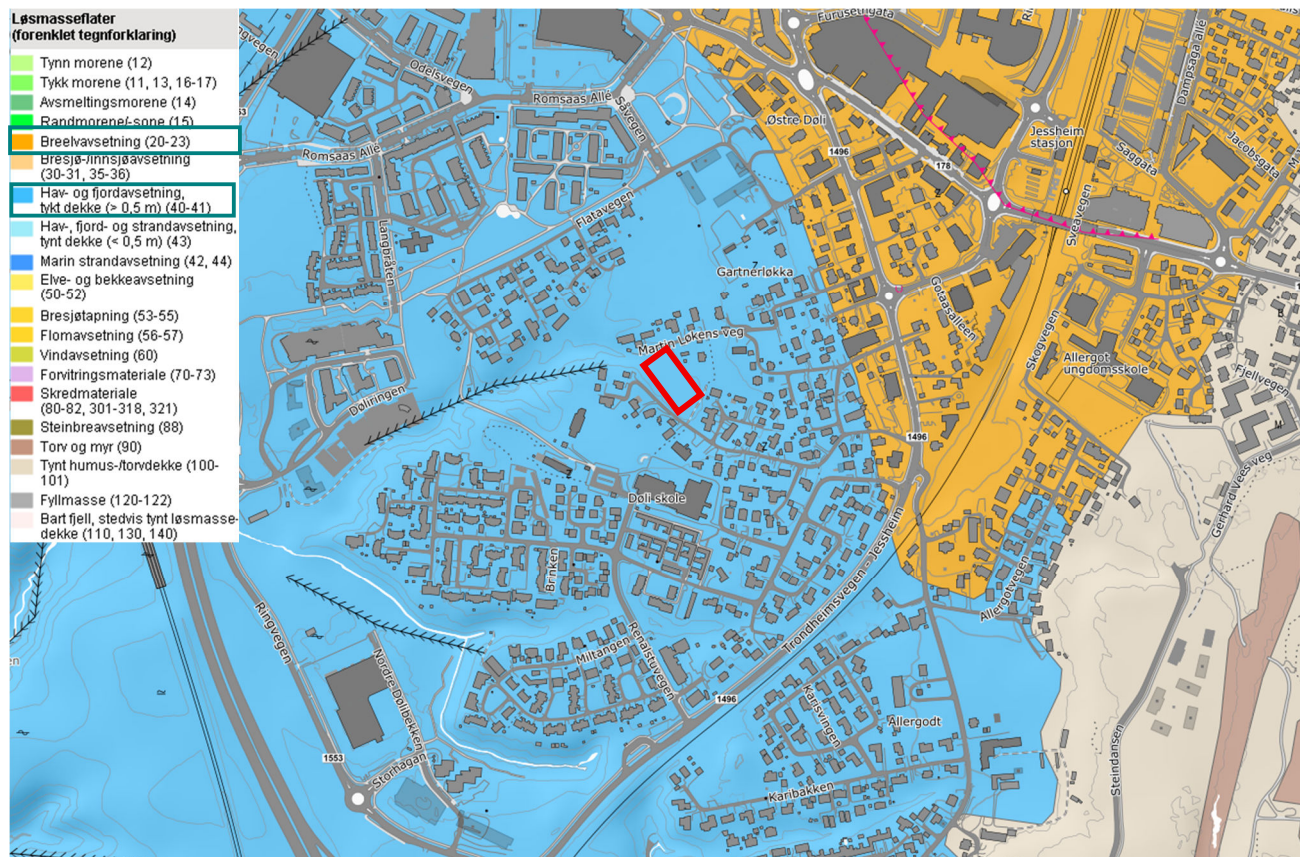 Løsmasseflater
(forenklet tegnforklaring)
Tynn morene (12)
Tykk morene (11, 13, 16-17)
Avsmeltingsmorene (14)
Randmorene/-sone (15)
Breelvavsetning (20-23)
Bresjø-/innsjøavsetning
(30-31, 35-36)
Hav- og fjordavsetning,
tykt dekke (> 0,5 m) (40-41)
Hav-, fjord- og strandavsetning,
tynt dekke (< 0,5 m) (43)
Marin strandavsetning (42, 44)
Elve- og bekkeavsetning
(50-52)
Bresjøtapning (53-55)
Flomavsetning (56-57)
Vindavsetning (60)
Forvitringsmateriale (70-73)
Skredmateriale
(80-82, 301-318, 321)
Steinbreavsetning (88)
Torv og myr (90)
Tynt humus-/torvdekke (100-
101)
Fyllmasse (120-122)
Bart fjell, stedvis tynt løsmasse-
dekke (110, 130, 140)
Furusethgata
Odelsvegen
Romsaas Allé
Såvegen
Romsaas Allé
Østre Døli
1496
178
Jessheim
stasjon
Dampsagallé
Saggata
Jacobsgata
Sveavegen
Flatavegen
Langbråten
Gartnerløkka
Gotaasalléen
Skogvegen
Allergot
ungdomsskole
Fjellvegen
Martin Løkens veg
Døliringen
1496
Gerhard Vees veg
Døli skole
Brinken
Trondheimsvegen - Jessheim
Allergotvegen
Ringvegen
Miltangen
Renalstuvegen
Nordre Døllbekken
1496
Karisvingen
Allergodt
1553
Storhagan
Karibakken
Steindansen